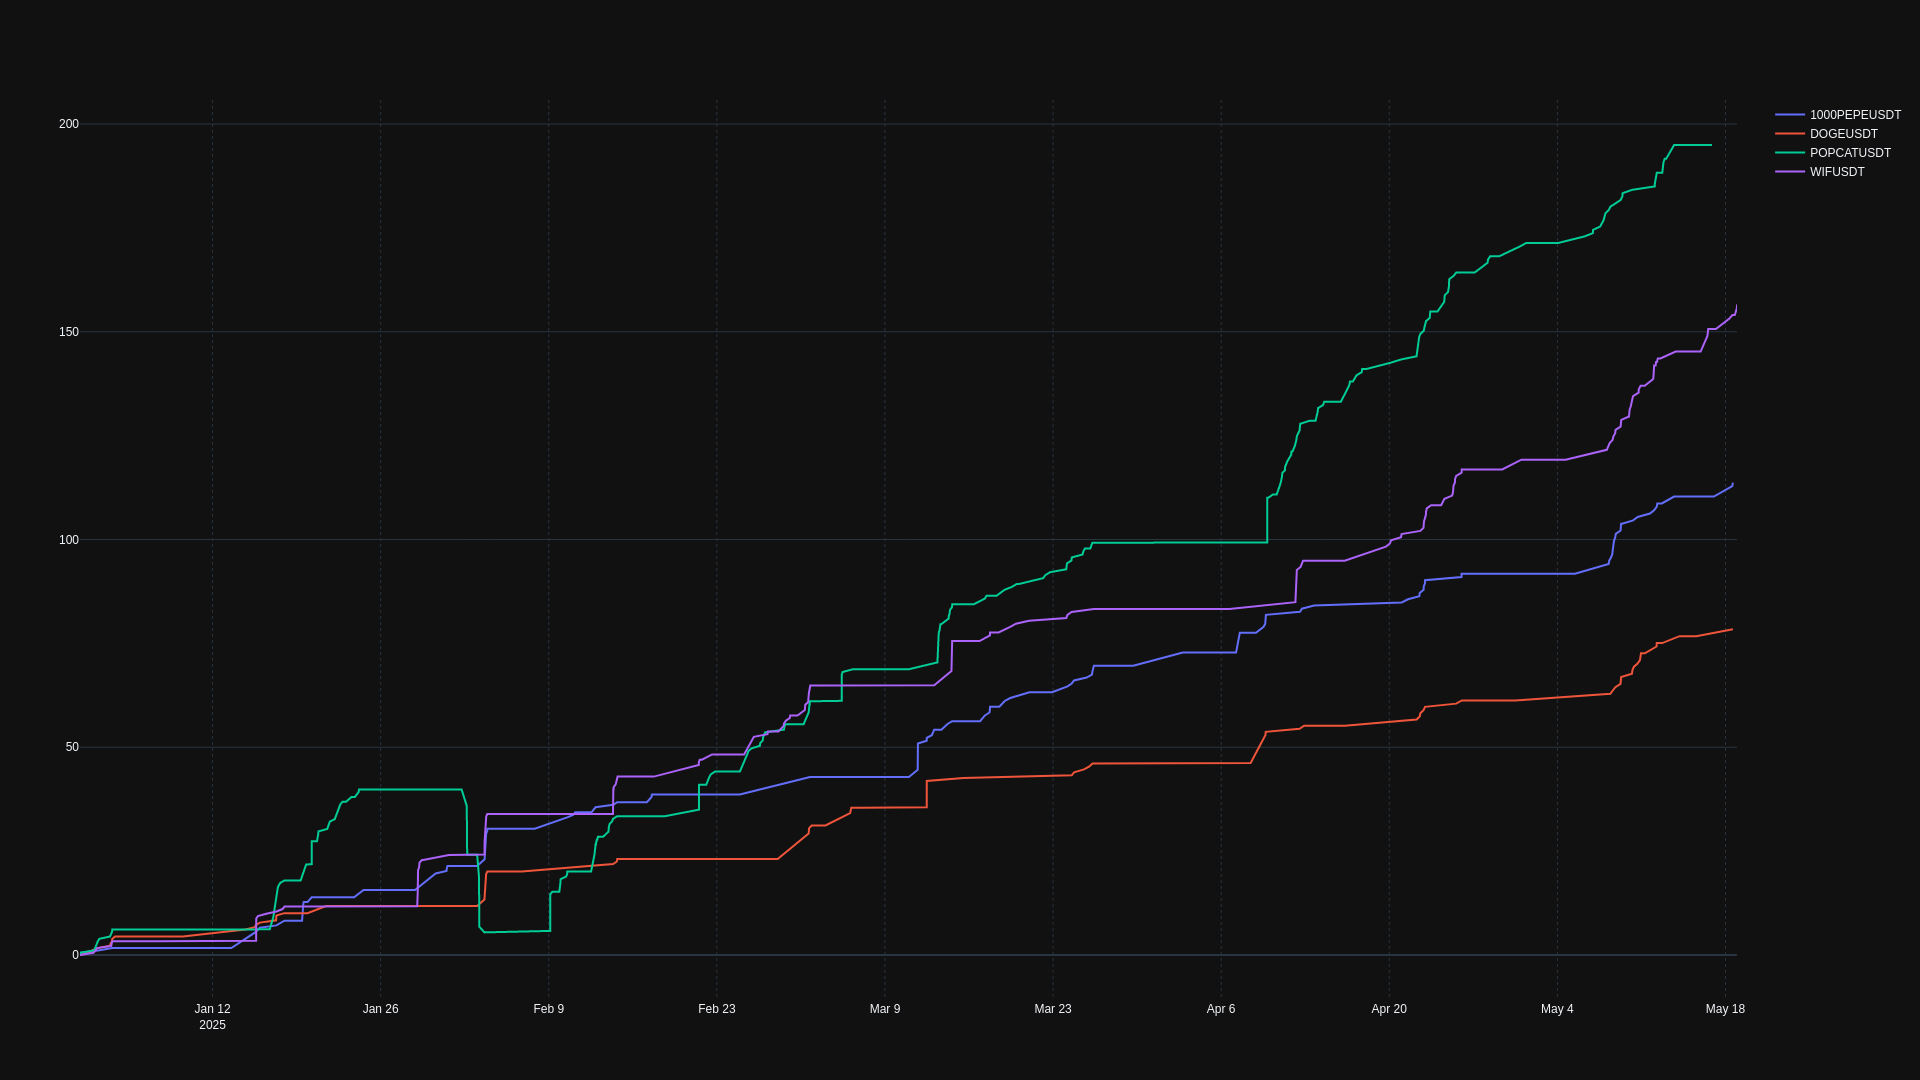 200
150
100
50
0
Jan 12
2025
Jan 26
Feb 9
Feb 23
Mar 9
Mar 23
Apr 6
Apr 20
May 4
May 18
1000PEPEUSDT
DOGEUSDT
POPCATUSDT
WIFUSDT